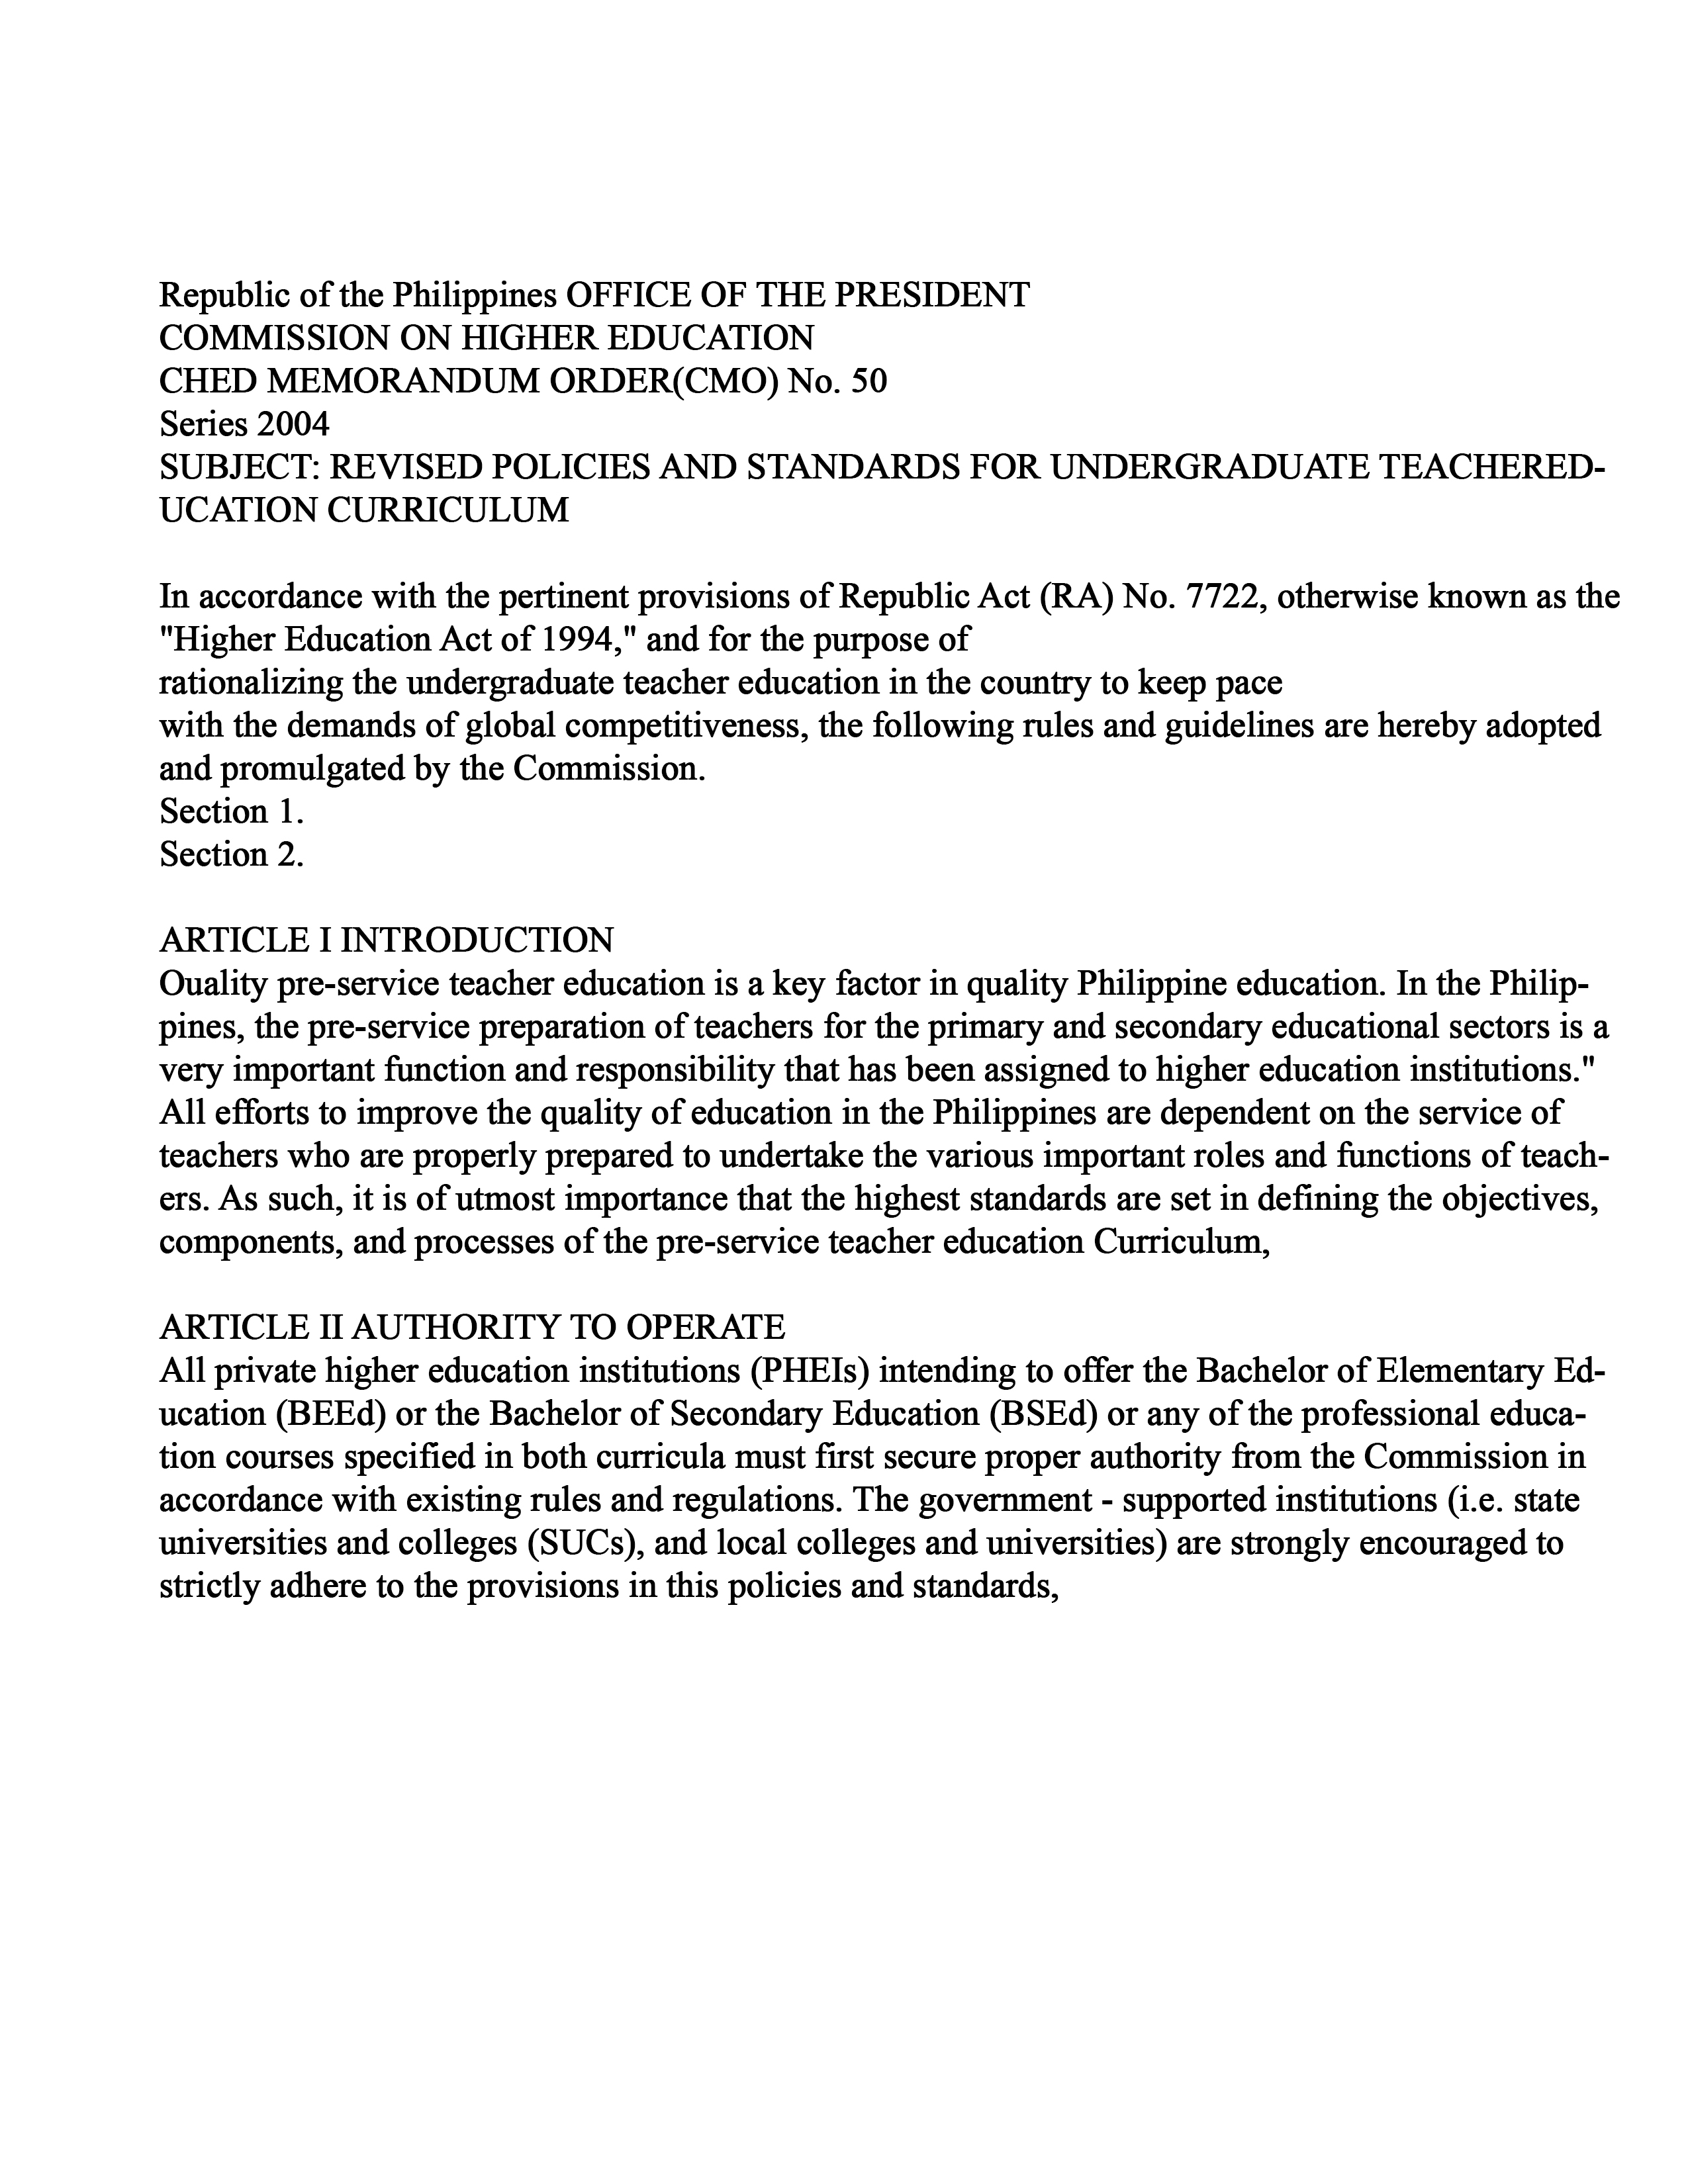 Republic of the Philippines OFFICE OF THE PRESIDENT
COMMISSION ON HIGHER EDUCATION
CHED MEMORANDUM ORDER(CMO) No. 50
Series 2004
SUBJECT: REVISED POLICIES AND STANDARDS FOR UNDERGRADUATE TEACHERED-
UCATION CURRICULUM

In accordance with the pertinent provisions of Republic Act (RA) No. 7722, otherwise known as the
"Higher Education Act of 1994," and for the purpose of
rationalizing the undergraduate teacher education in the country to keep pace
with the demands of global competitiveness, the following rules and guidelines are hereby adopted
and promulgated by the Commission.
Section 1.
Section 2.

ARTICLE I INTRODUCTION
Ouality pre-service teacher education is a key factor in quality Philippine education. In the Philip-
pines, the pre-service preparation of teachers for the primary and secondary educational sectors is a
very important function and responsibility that has been assigned to higher education institutions."
All efforts to improve the quality of education in the Philippines are dependent on the service of
teachers who are properly prepared to undertake the various important roles and functions of teach-
ers. As such, it is of utmost importance that the highest standards are set in defining the objectives,
components, and processes of the pre-service teacher education Curriculum,

ARTICLE II AUTHORITY TO OPERATE
All private higher education institutions (PHEIs) intending to offer the Bachelor of Elementary Ed-
ucation (BEEd) or the Bachelor of Secondary Education (BSEd) or any of the professional educa-
tion courses specified in both curricula must first secure proper authority from the Commission in
accordance with existing rules and regulations. The government - supported institutions (i.e. state
universities and colleges (SUCs), and local colleges and universities) are strongly encouraged to
strictly adhere to the provisions in this policies and standards,